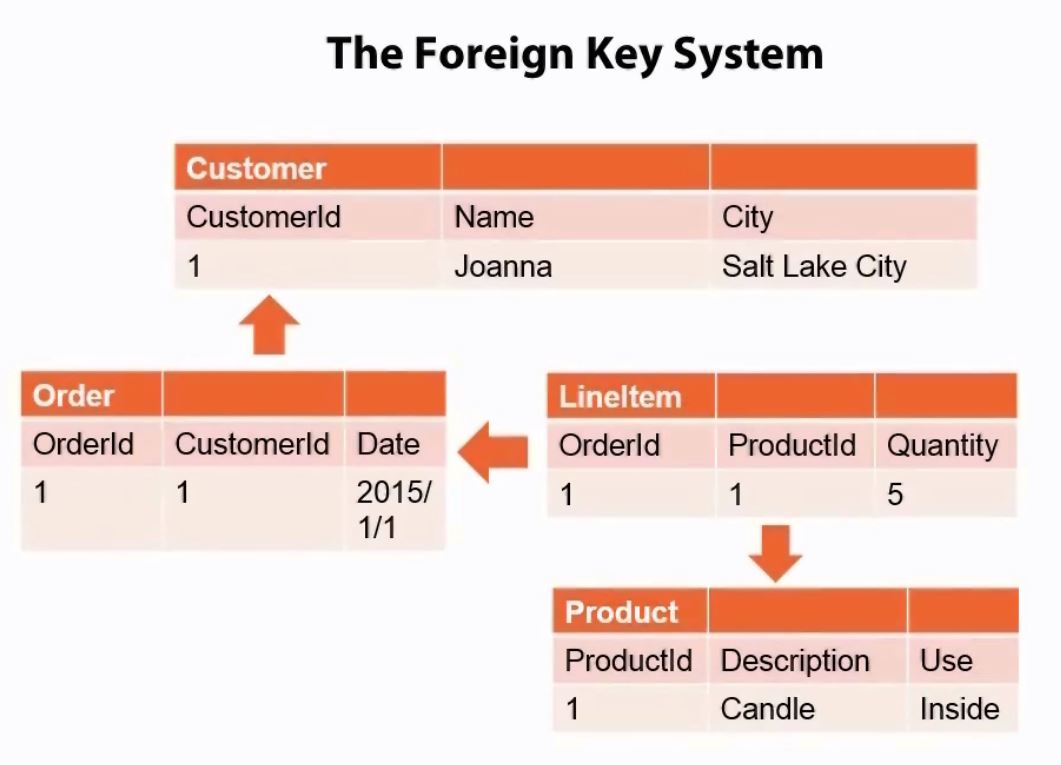 The Foreign Key System
Customer
CustomerId Name City
1 Joanna Salt Lake City
Order
OrderId CustomerId Date
1 1 2015/
1/1
LineItem
OrderId ProductId Quantity
1 1 5
Product
ProductId Description Use
1 Candle Inside